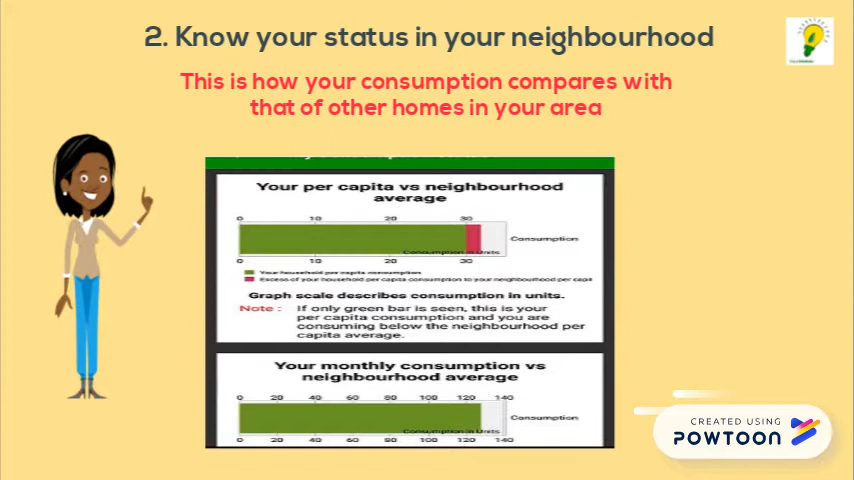 2. Know your status in your neighbourhood
This is how your consumption compares with
that of other homes in your area
Your per capita vs neighbourhood
average
0 10 20 30
Consumption
Consumption in Units
0 10 20 30
Your household per capita consumption
Excess of your household per capita consumption to your neighbourhood per capi
Graph scale describes consumption in units.
Note : If only green bar is seen, this is your
per capita consumption and you are
consuming below the neighbourhood per
capita average.
Your monthly consumption vs
neighbourhood average
0 20 40 60 80 100 120 140
Consumption
Consumption in Units
0 20 40 60 80 100 120 140
CREATED USING
POWTOON